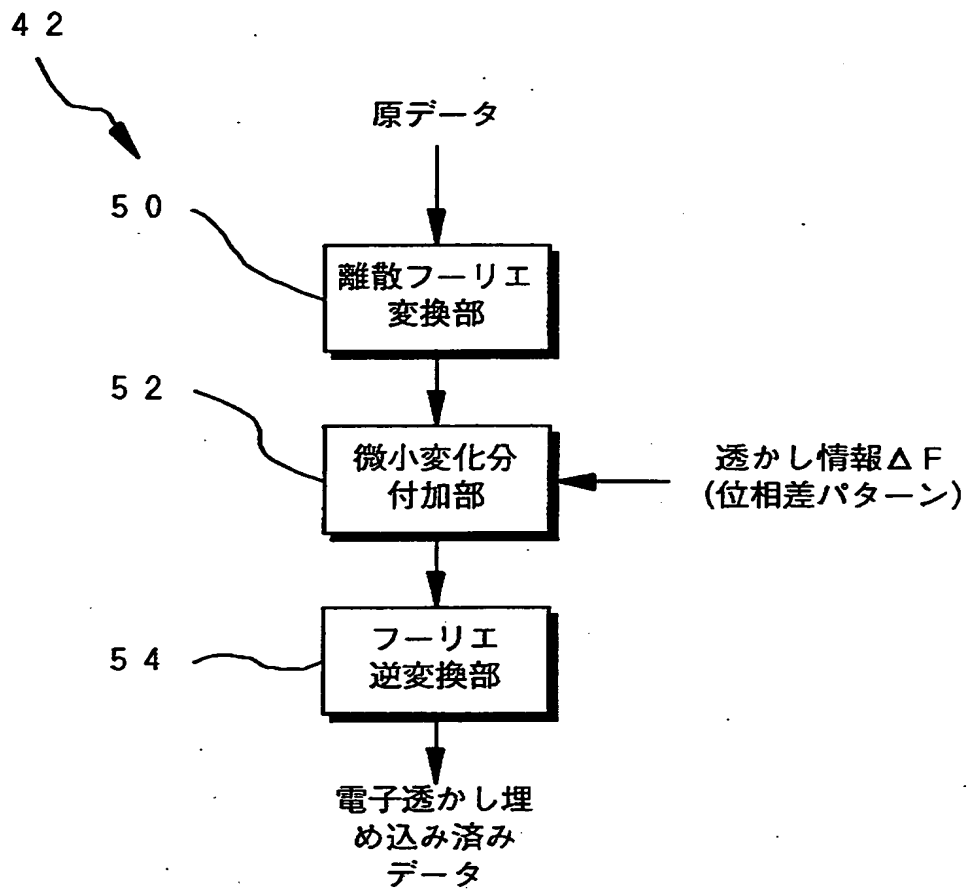 ４２
原データ
５０
離散フーリエ
変換部
５２
微小変化分
付加部
透かし情報ΔＦ
(位相差パターン)
５４
フーリエ
逆変換部
電子透かし埋
め込み済み
データ